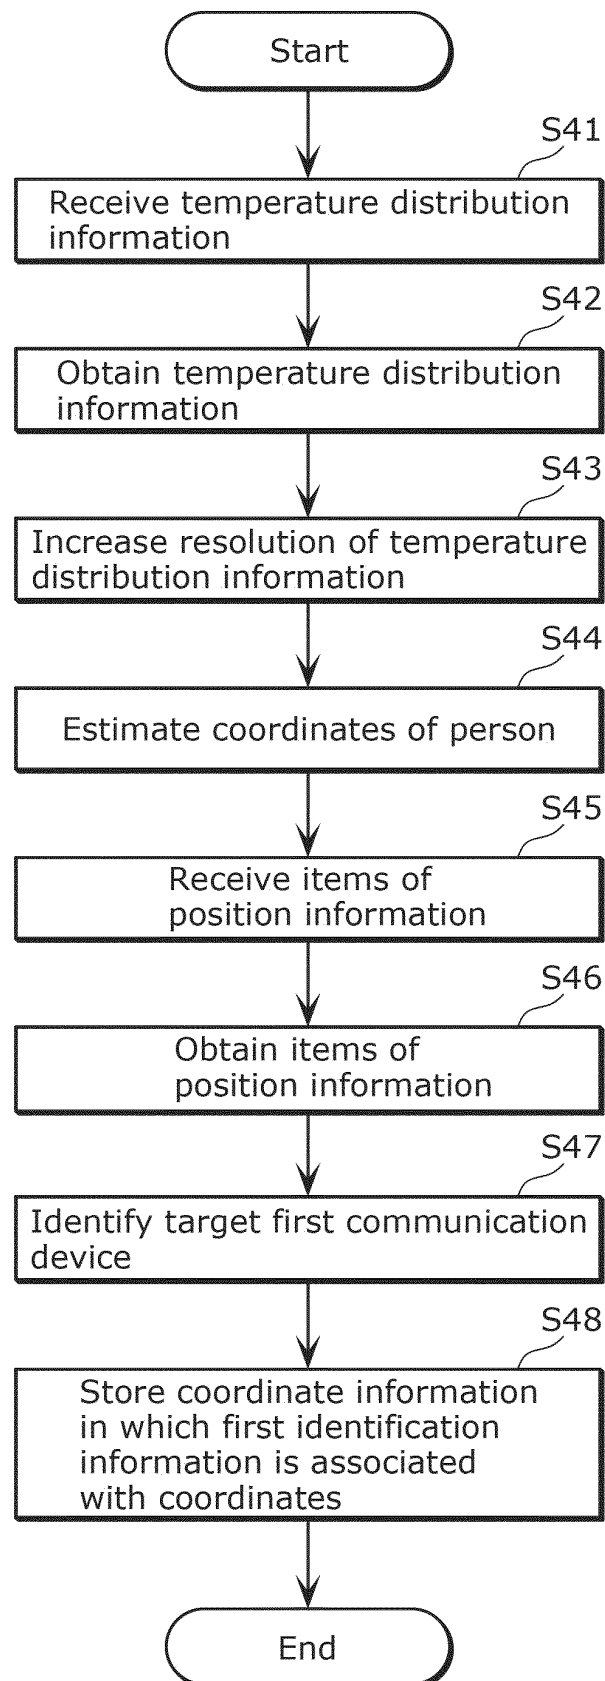 Start
S41
Receive temperature distribution
information
S42
Obtain temperature distribution
information
S43
Increase resolution of temperature
distribution information
S44
Estimate coordinates of person
S45
Receive items of
position information
S46
Obtain items of
position information
S47
Identify target first communication
device
S48
Store coordinate information
in which first identification
information is associated
with coordinates
End